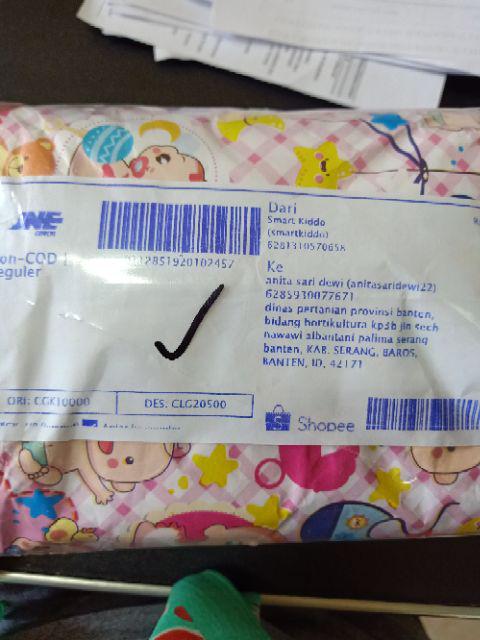 JNE
Non-COD
Reguler
Dari
Smart Kiddo
(smartkiddo)
6281310570658
Ke
anita sari dewi (anitasaridewi22)
6285930077671
dinas pertanian provinsi banten,
bidang hortikultura kp3b jln sech
nawawi albantani palima serang
banten, KAB. SERANG, BAROS,
BANTEN, ID, 42171
ORI: CGK10000
DES: CLG20500
Shopee